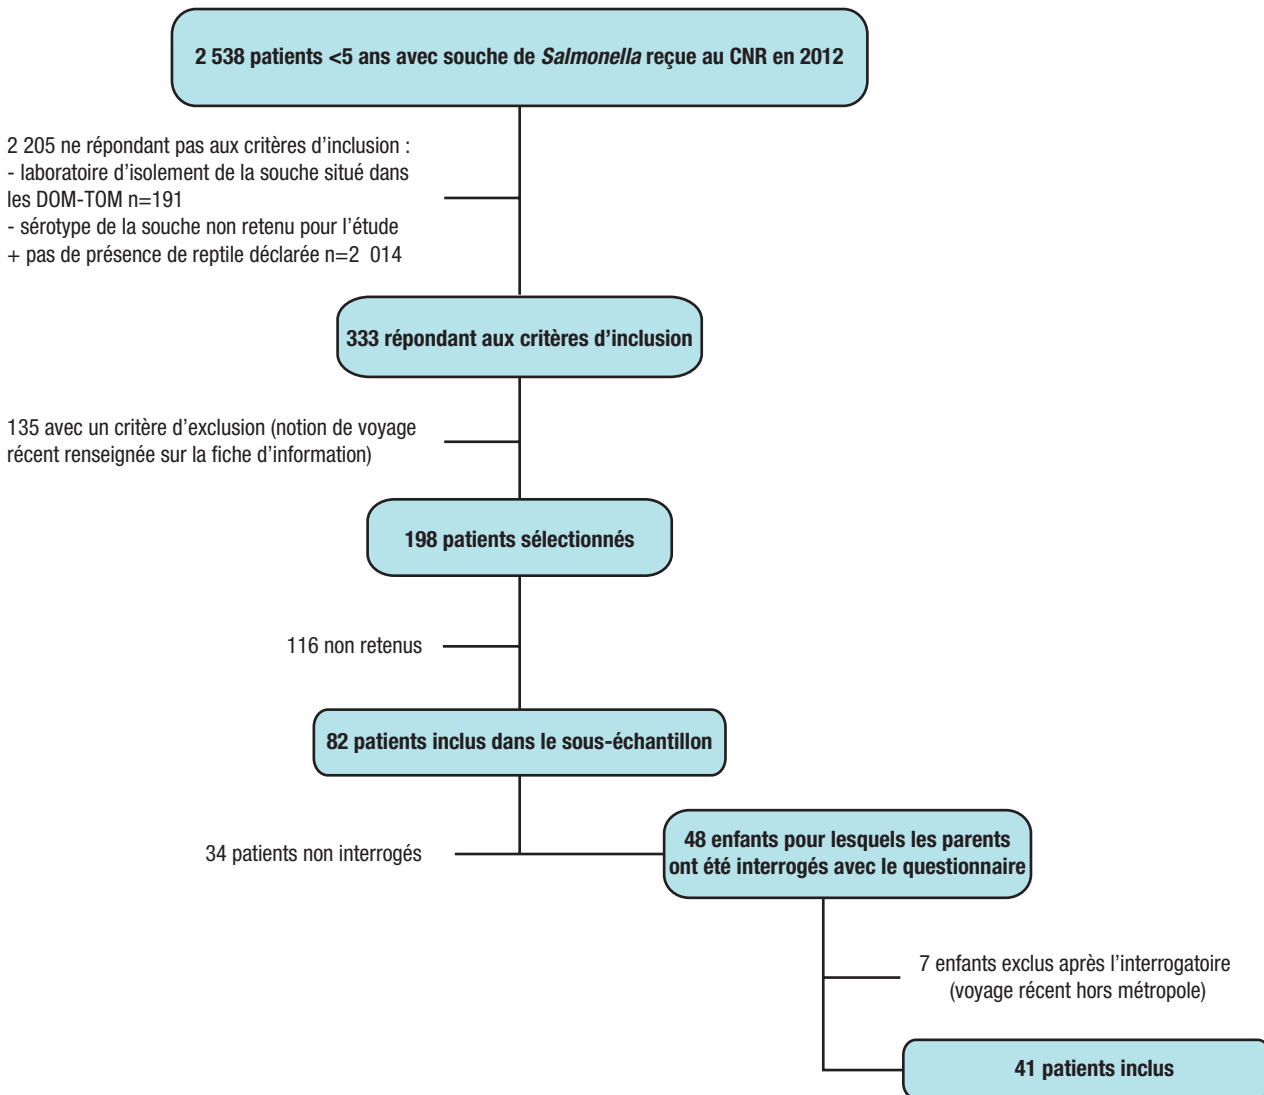 2 538 patients <5 ans avec souche de Salmonella reçue au CNR en 2012
2 205 ne répondant pas aux critères d’inclusion :
- laboratoire d’isolement de la souche situé dans
les DOM-TOM n=191
- sérotype de la souche non retenu pour l’étude
+ pas de présence de reptile déclarée n=2 014
333 répondant aux critères d’inclusion
135 avec un critère d’exclusion (notion de voyage
récent renseignée sur la fiche d’information)
198 patients sélectionnés
116 non retenus
82 patients inclus dans le sous-échantillon
34 patients non interrogés
48 enfants pour lesquels les parents
ont été interrogés avec le questionnaire
7 enfants exclus après l’interrogatoire
(voyage récent hors métropole)
41 patients inclus